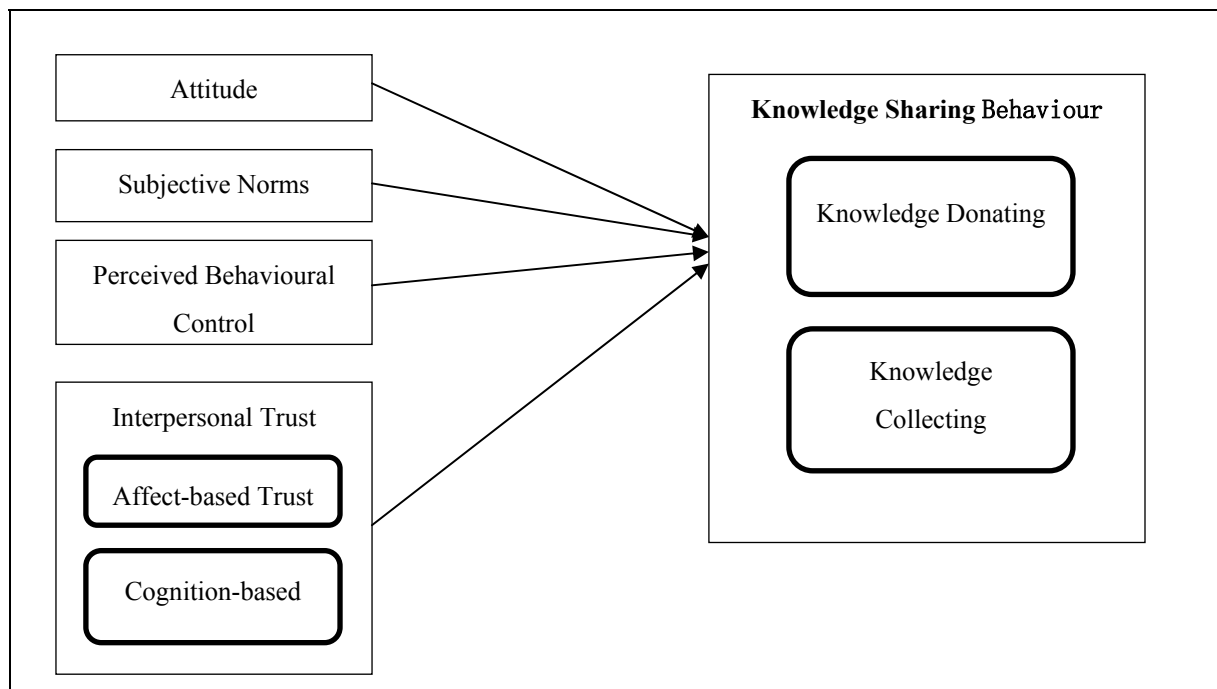 Attitude
Subjective Norms
Perceived Behavioural
Control
Interpersonal Trust
Affect-based Trust
Cognition-based
Knowledge Sharing Behaviour
Knowledge Donating
Knowledge
Collecting